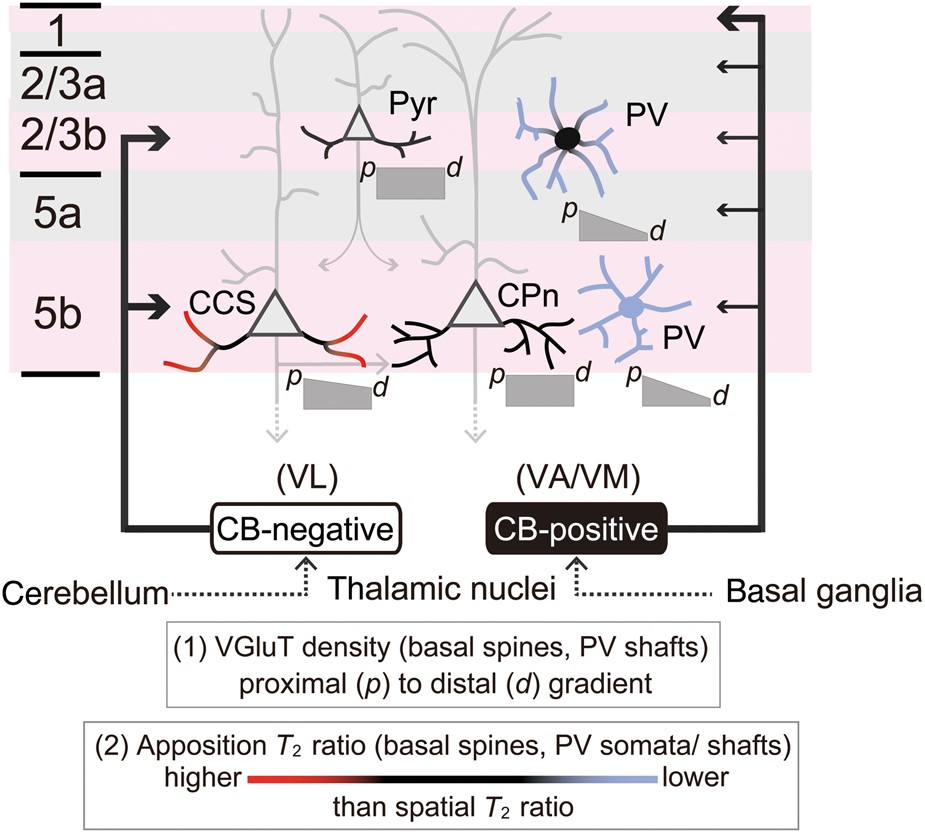 1
2/3a
2/3b
5a
5b
Pyr
p d
PV
p d
CCS
p d
CPn
p d
PV
p d
(VL)
(VA/VM)
CB-negative
CB-positive
Cerebellum
Thalamic nuclei
Basal ganglia
(1) VGluT density (basal spines, PV shafts)
proximal (p) to distal (d) gradient
(2) Apposition T₂ ratio (basal spines, PV somata/ shafts)
higher lower
than spatial T₂ ratio